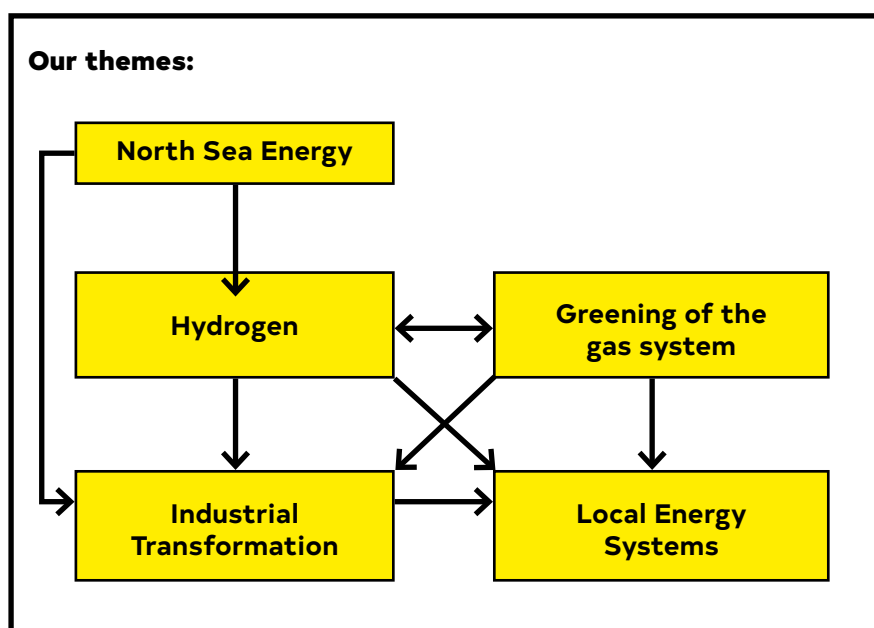 Our themes:
North Sea Energy
Hydrogen
Greening of the
gas system
Industrial
Transformation
Local Energy
Systems